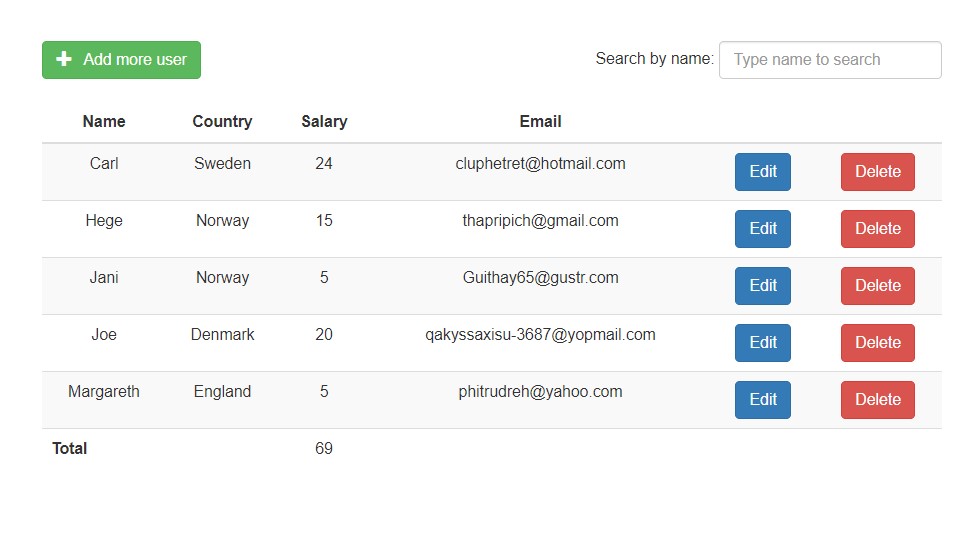 Add more user Search by name: Type name to search
Name Country Salary Email
Carl Sweden 24 cluphetret@hotmail.com Edit Delete
Hege Norway 15 thapripich@gmail.com Edit Delete
Jani Norway 5 Guithay65@gustr.com Edit Delete
Joe Denmark 20 qakyssaxisu-3687@yopmail.com Edit Delete
Margareth England 5 phitrudreh@yahoo.com Edit Delete
Total 69